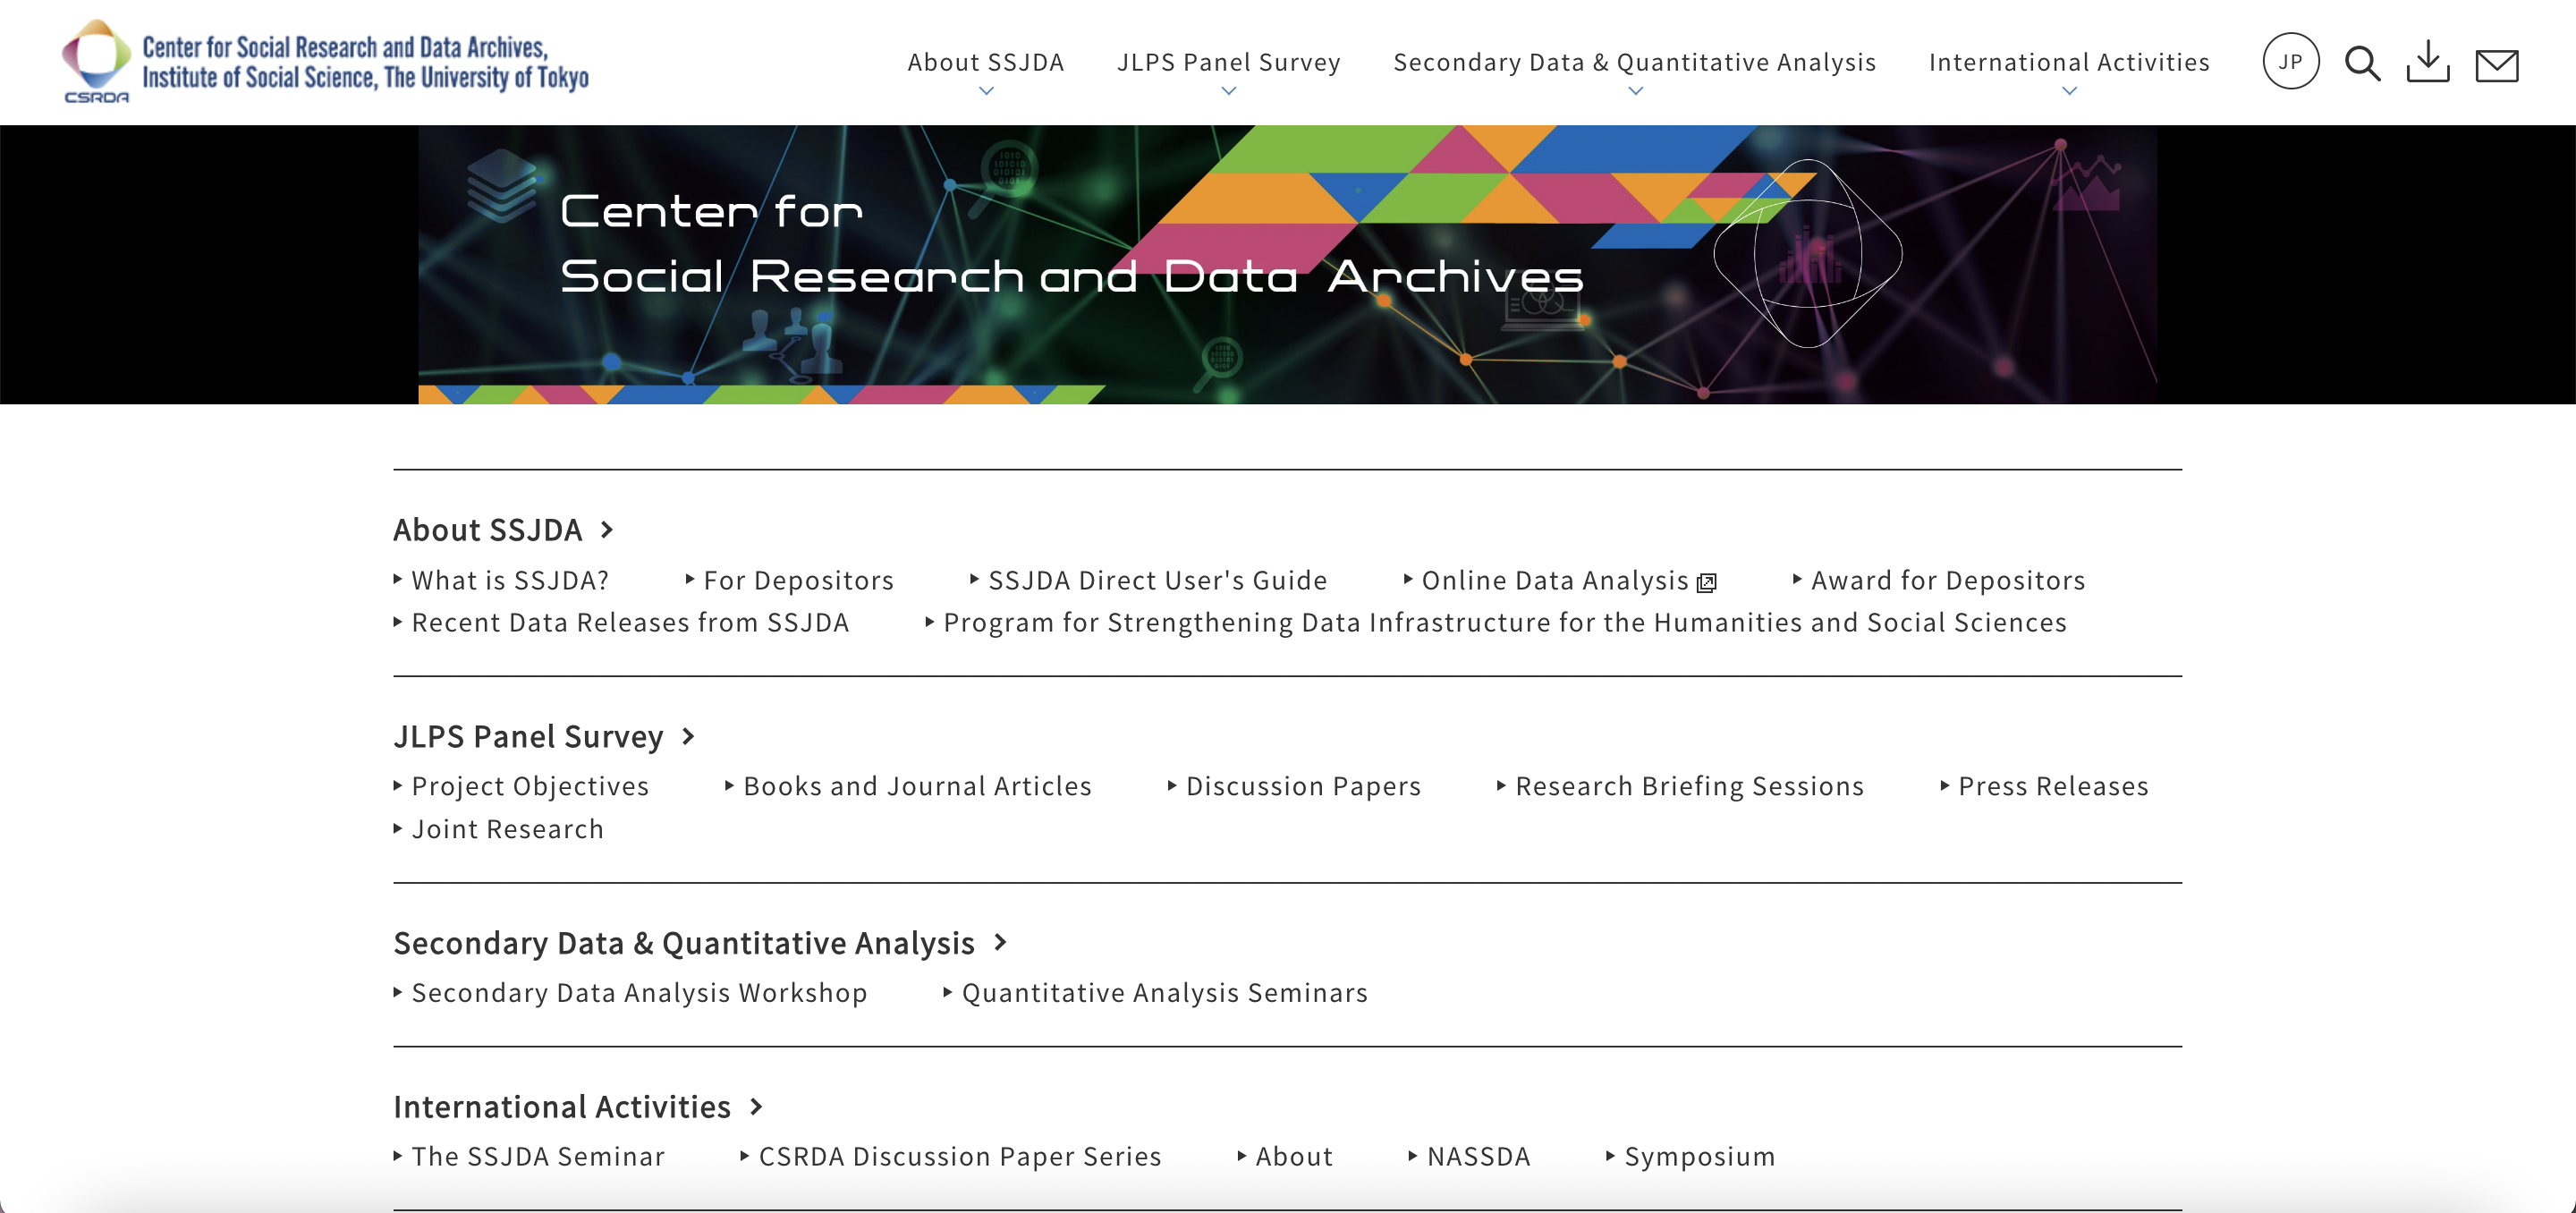 Center for Social Research and Data Archives,
Institute of Social Science, The University of Tokyo
CSRDA
About SSJDA
JLPS Panel Survey
Secondary Data & Quantitative Analysis
International Activities
JP
Center for
Social Research and Data Archives
About SSJDA
What is SSJDA? For Depositors SSJDA Direct User's Guide Online Data Analysis Award for Depositors
Recent Data Releases from SSJDA Program for Strengthening Data Infrastructure for the Humanities and Social Sciences
JLPS Panel Survey
Project Objectives Books and Journal Articles Discussion Papers Research Briefing Sessions Press Releases
Joint Research
Secondary Data & Quantitative Analysis
Secondary Data Analysis Workshop Quantitative Analysis Seminars
International Activities
The SSJDA Seminar CSRDA Discussion Paper Series About NASSDA Symposium